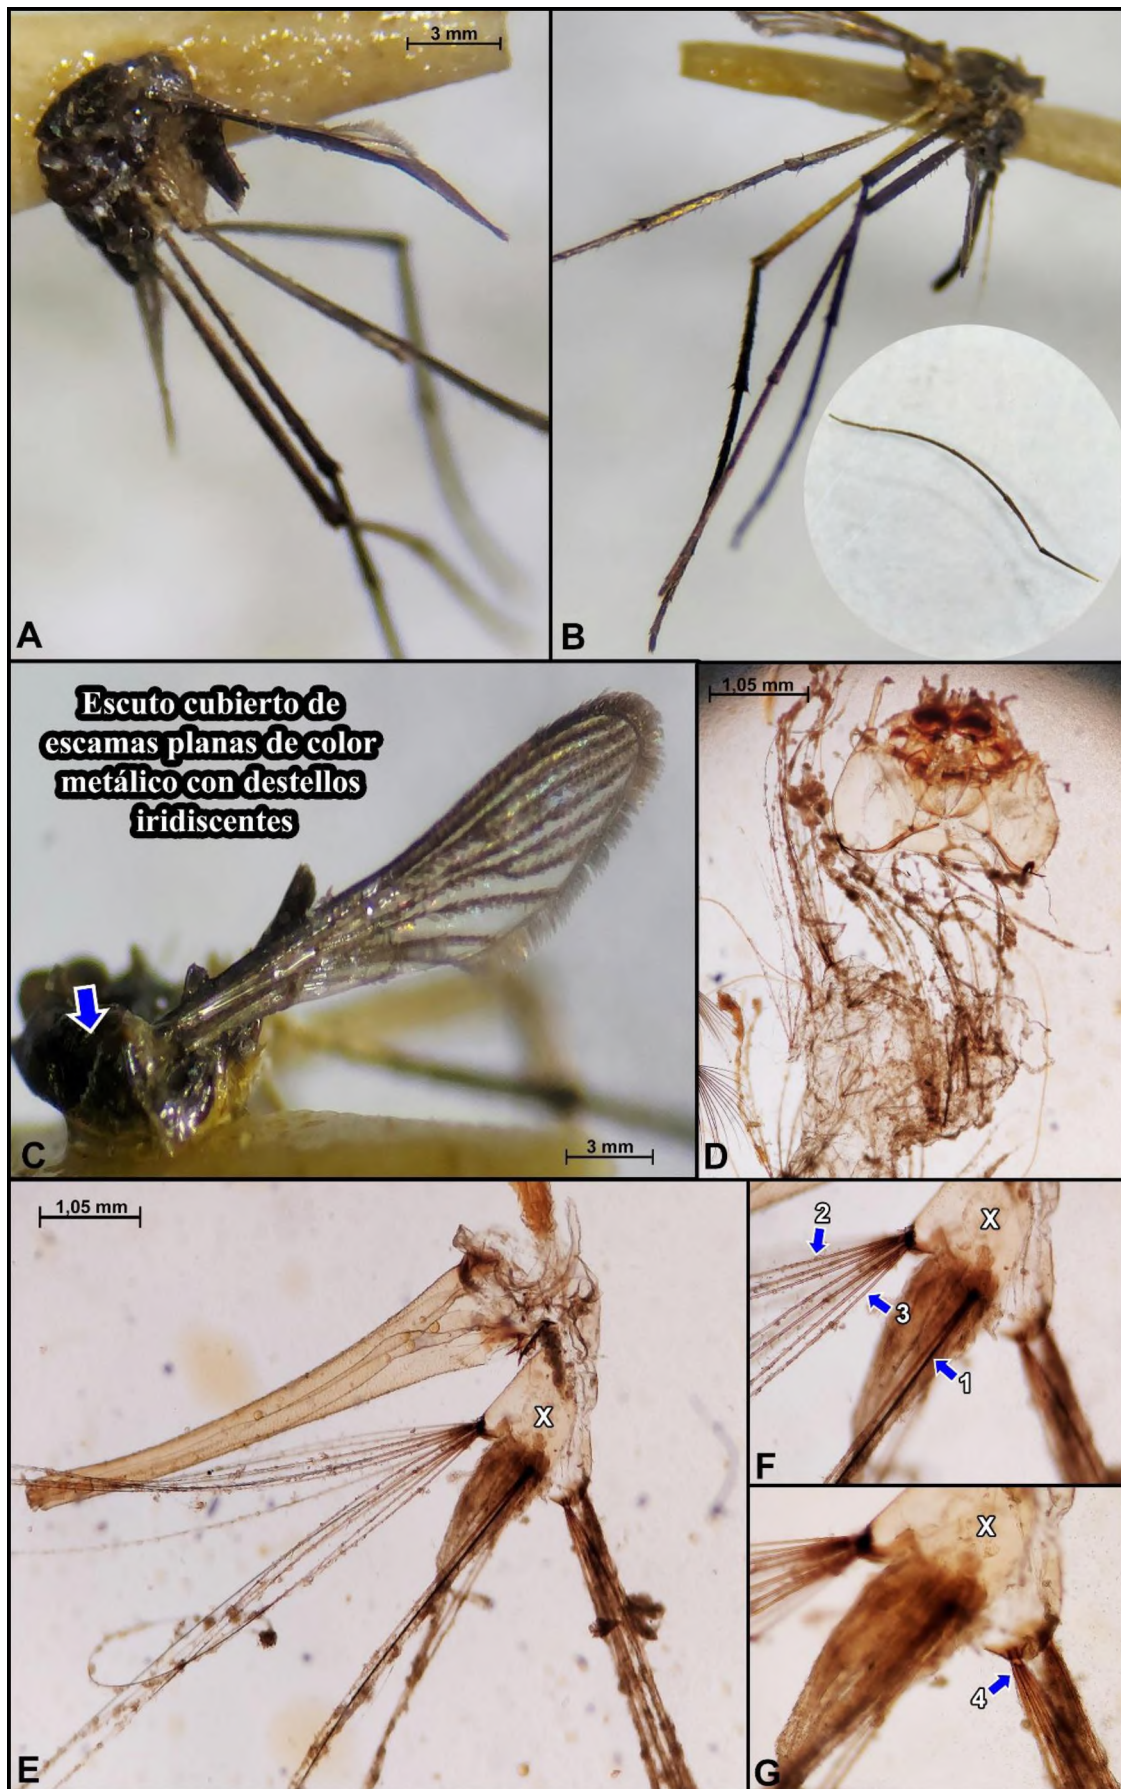 3 mm
A
B
Escuto cubierto de
escamas planas de color
metálico con destellos
iridiscentes
C
3 mm
1,05 mm
D
1,05 mm
X
E
2
X
3
1
F
X
4
G